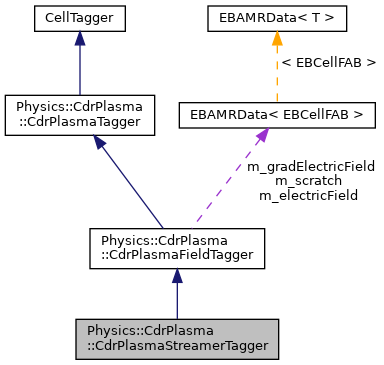 CellTagger
EBAMRData< T >
< EBCellFAB >
Physics::CdrPlasma
::CdrPlasmaTagger
EBAMRData< EBCellFAB >
m_gradElectricField
m_scratch
m_electricField
Physics::CdrPlasma
::CdrPlasmaFieldTagger
Physics::CdrPlasma
::CdrPlasmaStreamerTagger